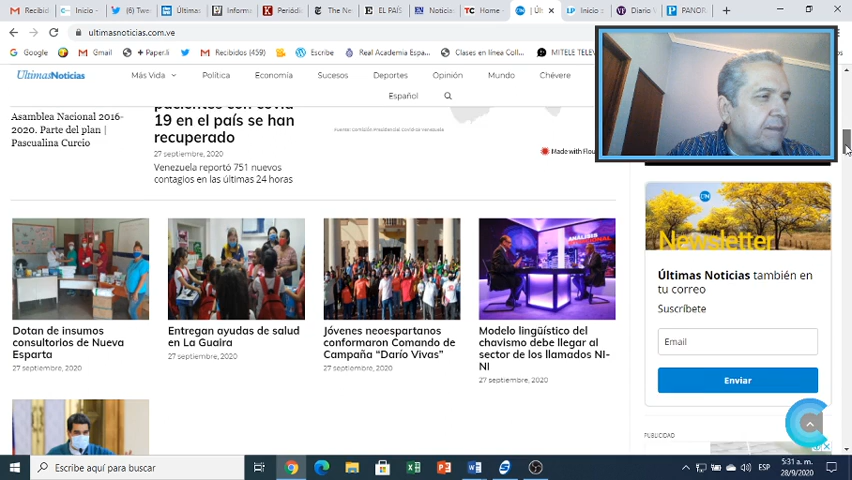 Recibid
Inicio -
(6) Twe
Últimas
Inform
Periódi
The Ne
EL PAÍS
Noticia
Home
Inicio :
Diario V
PANOR
ultimasnoticias.com.ve
Google
Gmail
+ Paper.li
Recibidos (459)
Escribe
Real Academia Espa...
Clases en línea Coll...
MITELE TELEVI
UltimasNoticias
Más Vida
Política
Economía
Sucesos
Deportes
Opinión
Mundo
Chévere
Español
Asamblea Nacional 2016-
2020. Parte del plan |
Pascualina Curcio
pacientes con covid
19 en el país se han
recuperado
27 septiembre, 2020
Venezuela reportó 751 nuevos
contagios en las últimas 24 horas
Made with Flou
ANÁLISIS
Dotan de insumos
consultorios de Nueva
Esparta
27 septiembre, 2020
Entregan ayudas de salud
en La Guaira
27 septiembre, 2020
Jóvenes neoespartanos
conformaron Comando de
Campaña “Darío Vivas”
27 septiembre, 2020
Modelo lingüístico del
chavismo debe llegar al
sector de los llamados NI-
NI
27 septiembre, 2020
Newsletter
Últimas Noticias también en
tu correo
Suscríbete
Email
Enviar
PUBLICIDAD
Escribe aquí para buscar
ESP
5:31 a. m.
28/9/2020